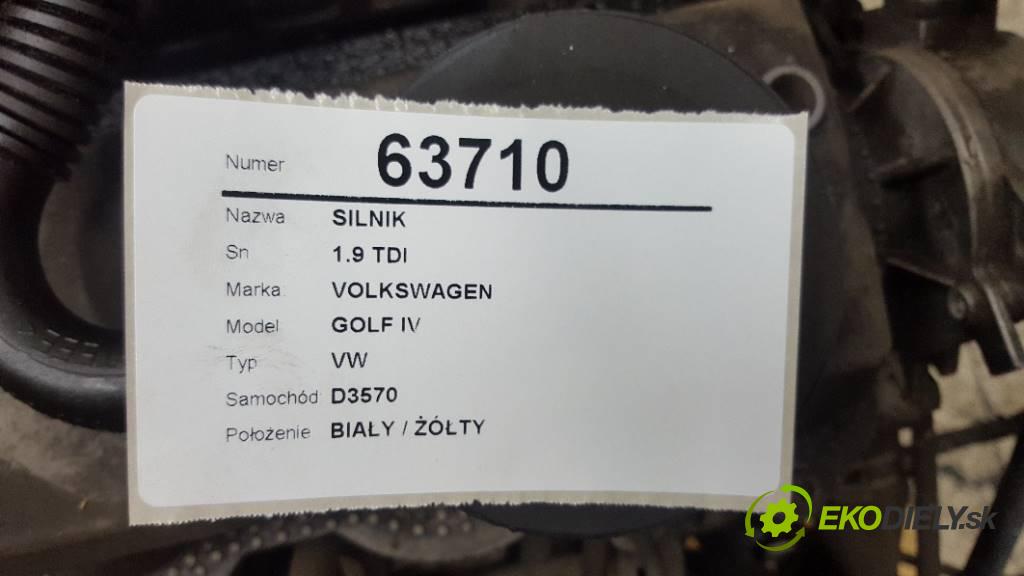 Numer 63710
Nazwa SILNIK
Sn 1.9 TDI
Marka VOLKSWAGEN
Model GOLF IV
Typ VW
Samochód D3570
Położenie BIAŁY / ŻÓŁTY
EKODIELY.sk